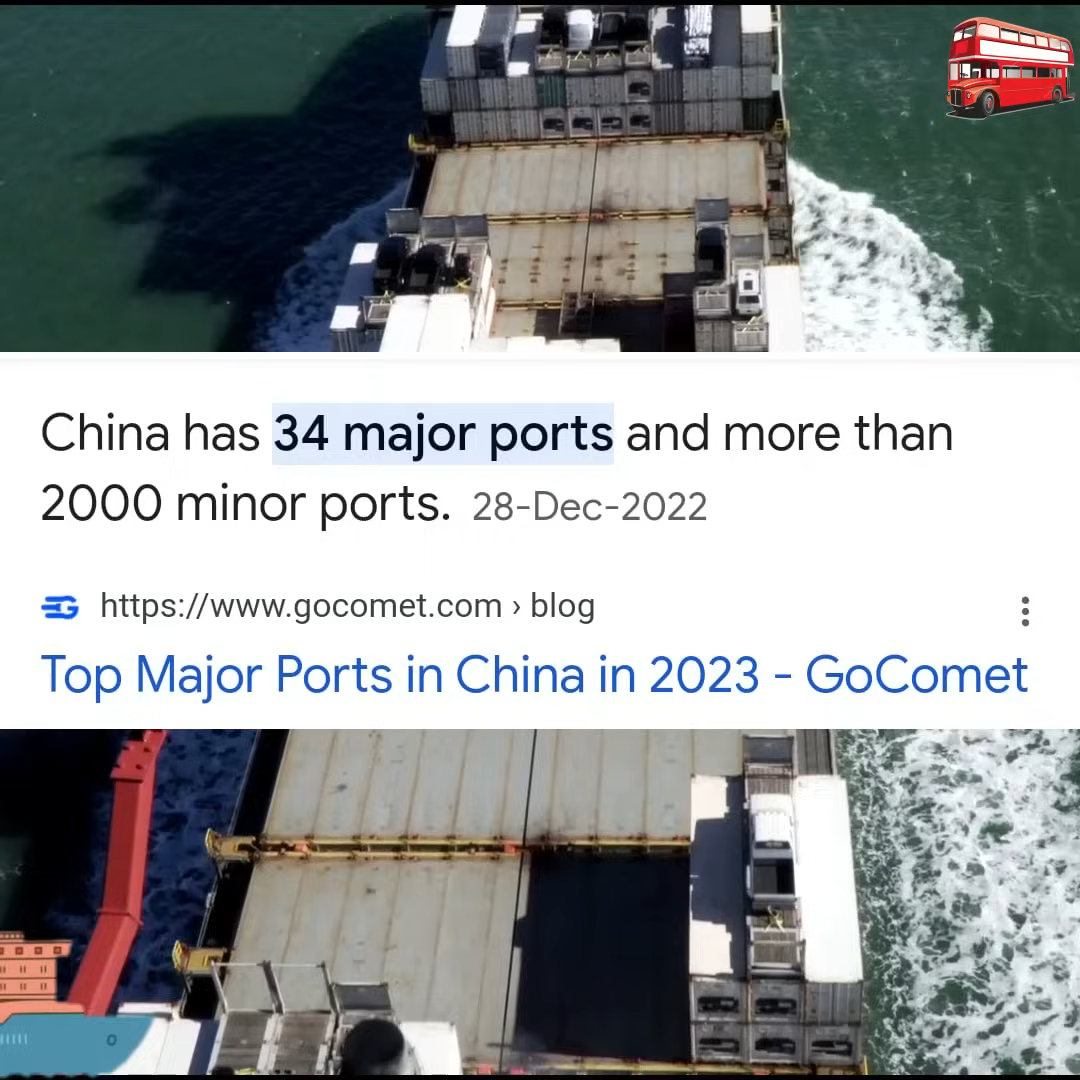 China has 34 major ports and more than
2000 minor ports. 28-Dec-2022
https://www.gocomet.com › blog
Top Major Ports in China in 2023 - GoComet